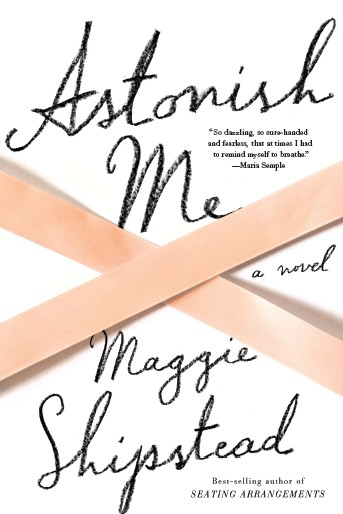 Astonish
Me
“So dazzling, so sure-handed
and fearless, that at times I had
to remind myself to breathe.”
—Maria Semple
a novel
Maggie
Shipstead
Best-selling author of
SEATING ARRANGEMENTS